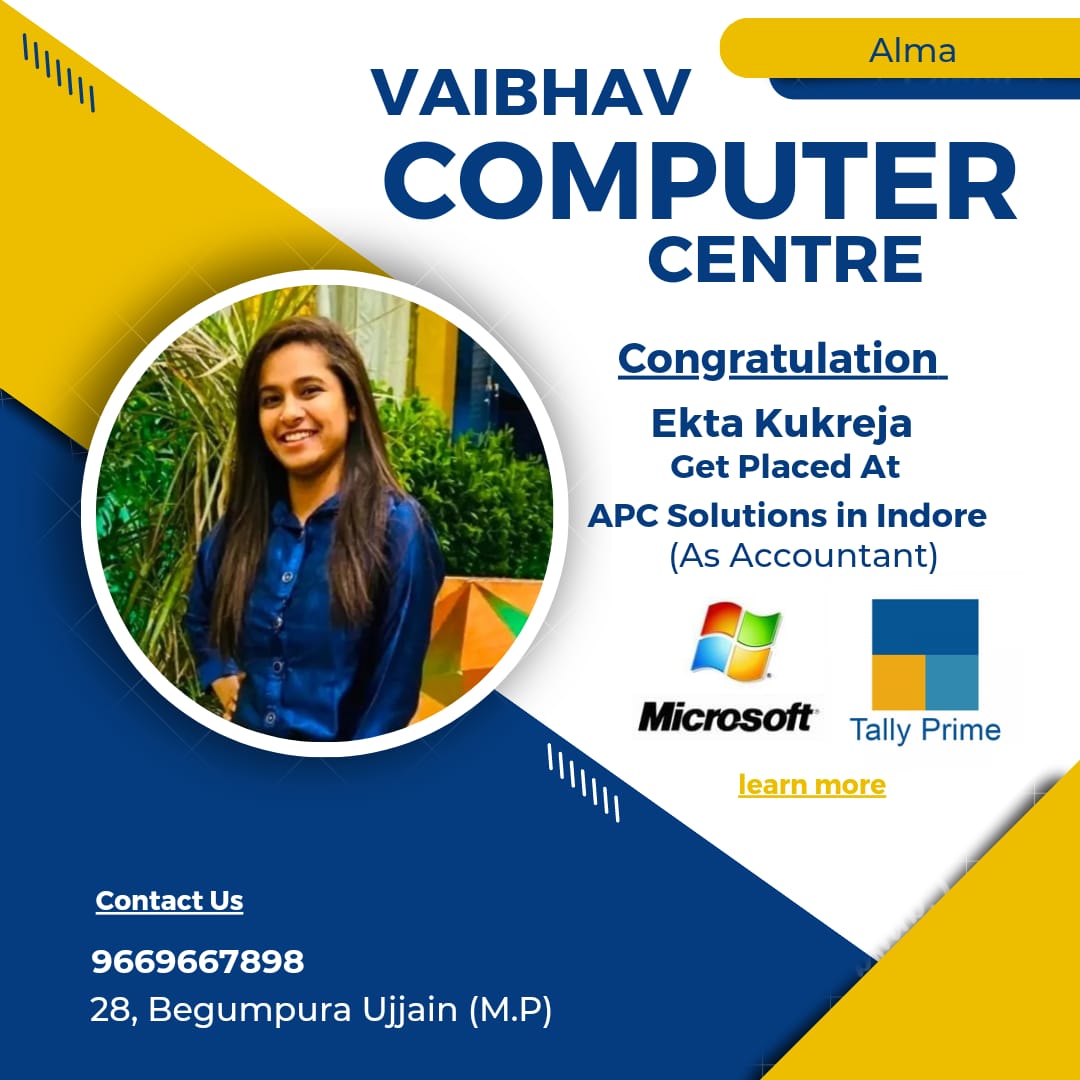 Alma
VAIBHAV
COMPUTER
CENTRE
Congratulation
Ekta Kukreja
Get Placed At
APC Solutions in Indore
(As Accountant)
Microsoft
Tally Prime
learn more
Contact Us
9669667898
28, Begumpura Ujjain (M.P)